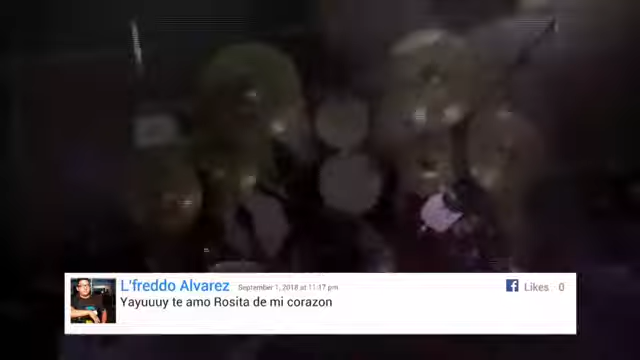 L'freddo Alvarez September 1, 2018 at 11:17 pm Likes 0
Yayuuuy te amo Rosita de mi corazon